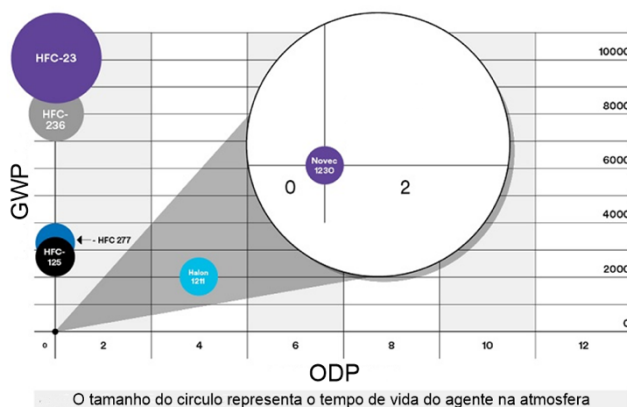 HFC-23
HFC-
236
- HFC 277
HFC-
125
GWP
Novec
1230
0
2
Halon
1211
10000
8000
6000
4000
2000
0
0
2
4
6
8
10
12
ODP
O tamanho do circulo representa o tempo de vida do agente na atmosfera